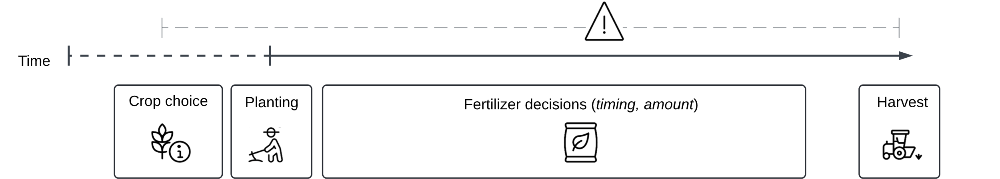 Time
Crop choice
Planting
Fertilizer decisions (timing, amount)
Harvest